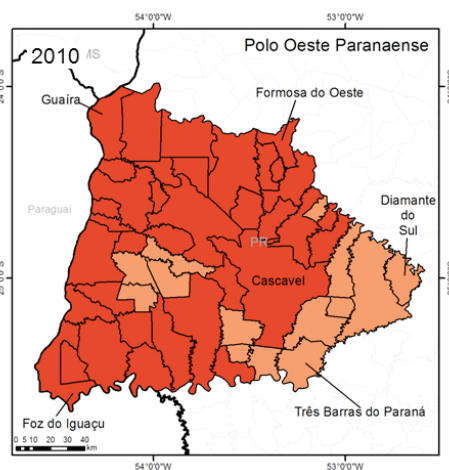 54°0'0"W 53°0'0"W
2010
MS
Polo Oeste Paranaense
Guaíra
Formosa do Oeste
Paraguai
Diamante
do
Sul
PR
Cascavel
Três Barras do Paraná
Foz do Iguaçu
0 5 10 20 30 40
km
54°0'0"W 53°0'0"W